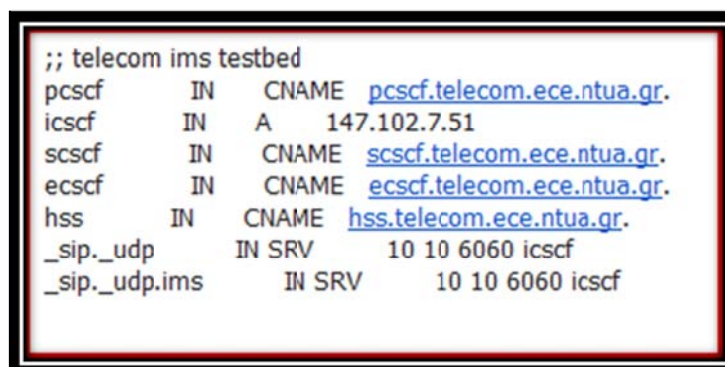 ;; telecom ims testbed
pcscf IN CNAME pcscf.telecom.ece.ntua.gr.
icscf IN A 147.102.7.51
scscf IN CNAME scscf.telecom.ece.ntua.gr.
ecscf IN CNAME ecscf.telecom.ece.ntua.gr.
hss IN CNAME hss.telecom.ece.ntua.gr.
_sip._udp IN SRV 10 10 6060 icscf
_sip._udp.ims IN SRV 10 10 6060 icscf